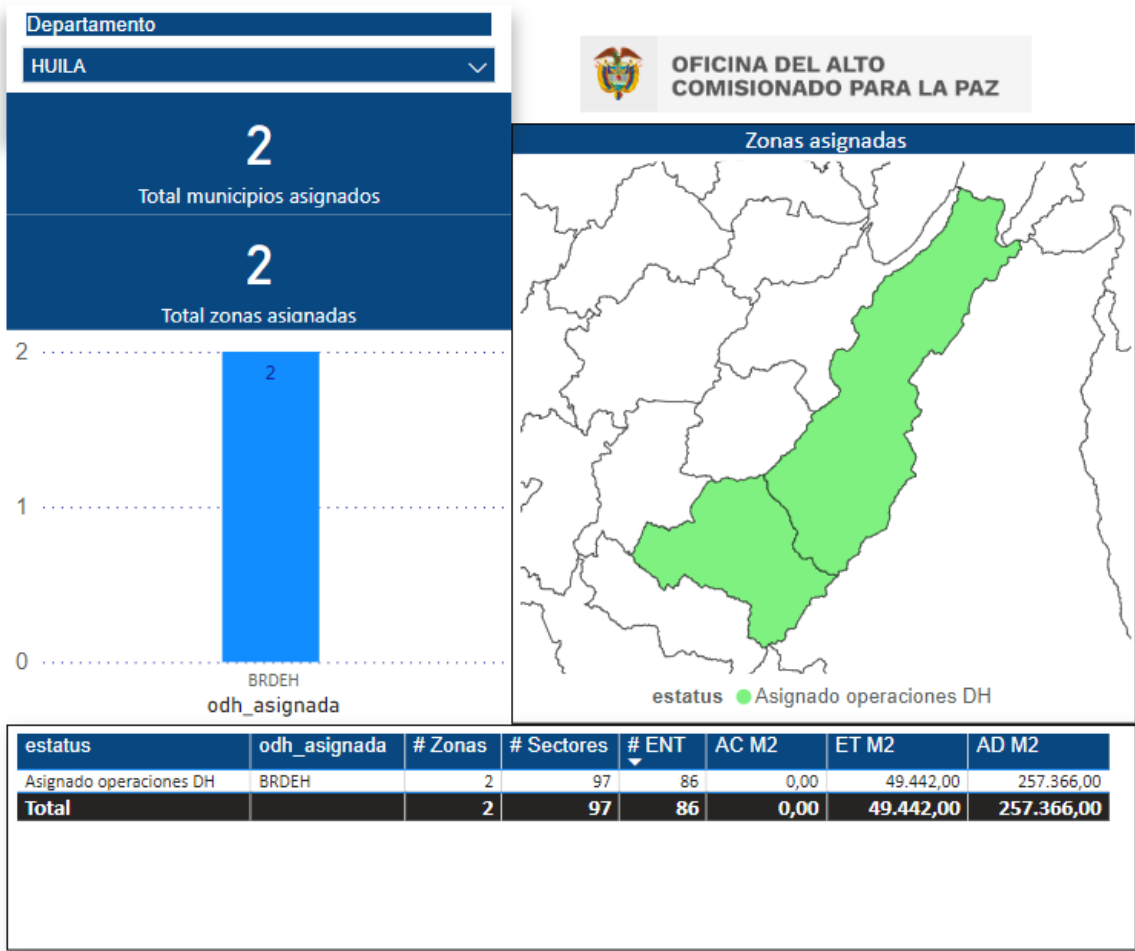 Departamento
HUILA
OFICINA DEL ALTO
COMISIONADO PARA LA PAZ
2
Total municipios asignados
2
Total zonas asignadas
Zonas asignadas
2
1
0
2
BRDEH
odh_asignada
estatus Asignado operaciones DH
estatus odh_asignada # Zonas # Sectores # ENT AC M2 ET M2 AD M2
Asignado operaciones DH BRDEH 2 97 86 0,00 49.442,00 257.366,00
Total 2 97 86 0,00 49.442,00 257.366,00